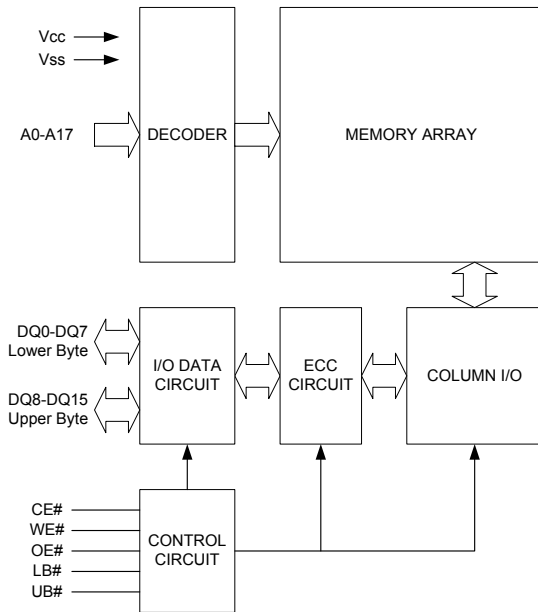 Vcc
Vss
A0-A17
DECODER
MEMORY ARRAY
DQ0-DQ7
Lower Byte
DQ8-DQ15
Upper Byte
I/O DATA
CIRCUIT
ECC
CIRCUIT
COLUMN I/O
CE#
WE#
OE#
LB#
UB#
CONTROL
CIRCUIT